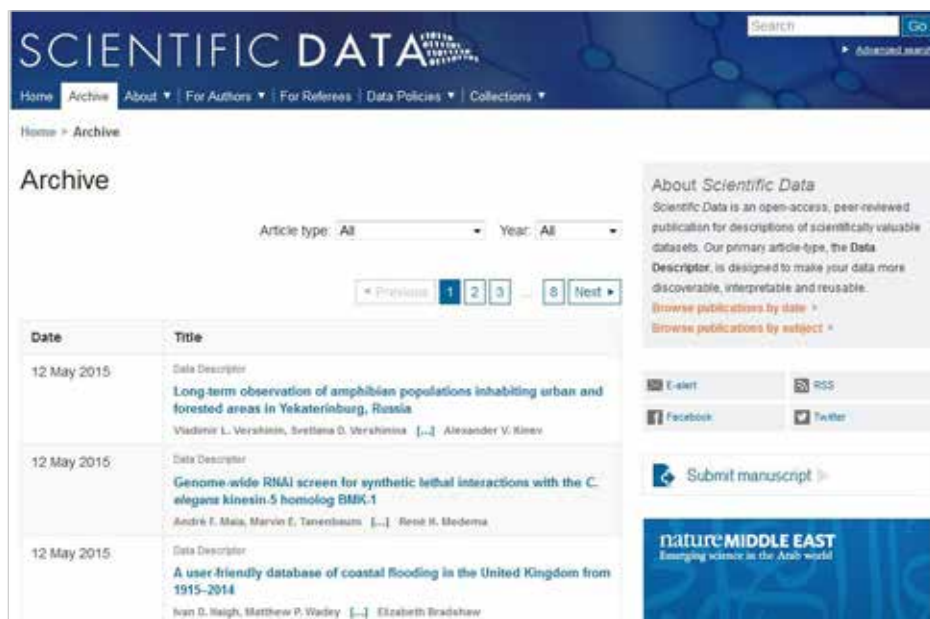 Search Go
SCIENTIFIC DATA
Advanced search
Home Archive About For Authors For Referees Data Policies Collections
Home > Archive
Archive
Article type: All Year: All
Previous 1 2 3 ... 8 Next
Date Title
12 May 2015 Data Descriptor
Long-term observation of amphibian populations inhabiting urban and
forested areas in Yekaterinburg, Russia
Vladimir L. Vershinin, Svetlana D. Vershinina [...] Alexander V. Kinev
12 May 2015 Data Descriptor
Genome-wide RNAi screen for synthetic lethal interactions with the C.
elegans kinesin-5 homolog BMK-1
André F. Maia, Marvin E. Tanenbaum [...] René H. Medema
12 May 2015 Data Descriptor
A user-friendly database of coastal flooding in the United Kingdom from
1915–2014
Ivan D. Haigh, Matthew P. Wadey [...] Elizabeth Bradshaw
About Scientific Data
Scientific Data is an open-access, peer-reviewed
publication for descriptions of scientifically valuable
datasets. Our primary article-type, the Data
Descriptor, is designed to make your data more
discoverable, interpretable and reusable.
Browse publications by date
Browse publications by subject
E-alert RSS
Facebook Twitter
Submit manuscript
nature MIDDLE EAST
Emerging science in the Arab world